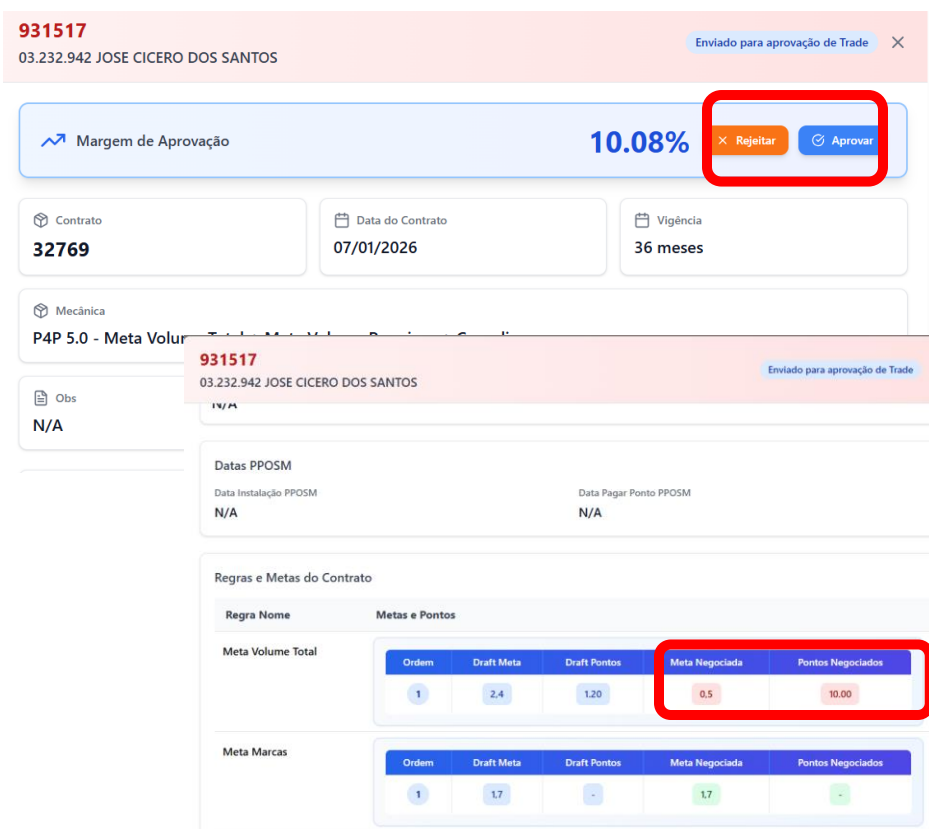 931517
03.232.942 JOSE CICERO DOS SANTOS
Enviado para aprovação de Trade
Margem de Aprovação
10.08%
Rejeitar
Aprovar
Contrato
32769
Data do Contrato
07/01/2026
Vigência
36 meses
Mecânica
P4P 5.0 - Meta Volume Total + Meta Volume
Obs
N/A
931517
03.232.942 JOSE CICERO DOS SANTOS
Enviado para aprovação de Trade
N/A
Datas PPOSM
Data Instalação PPOSM
N/A
Data Pagar Ponto PPOSM
N/A
Regras e Metas do Contrato
Regra Nome Metas e Pontos
Meta Volume Total
Ordem Draft Meta Draft Pontos Meta Negociada Pontos Negociados
1 2,4 1.20 0,5 10.00
Meta Marcas
Ordem Draft Meta Draft Pontos Meta Negociada Pontos Negociados
1 1,7 - 1,7 -